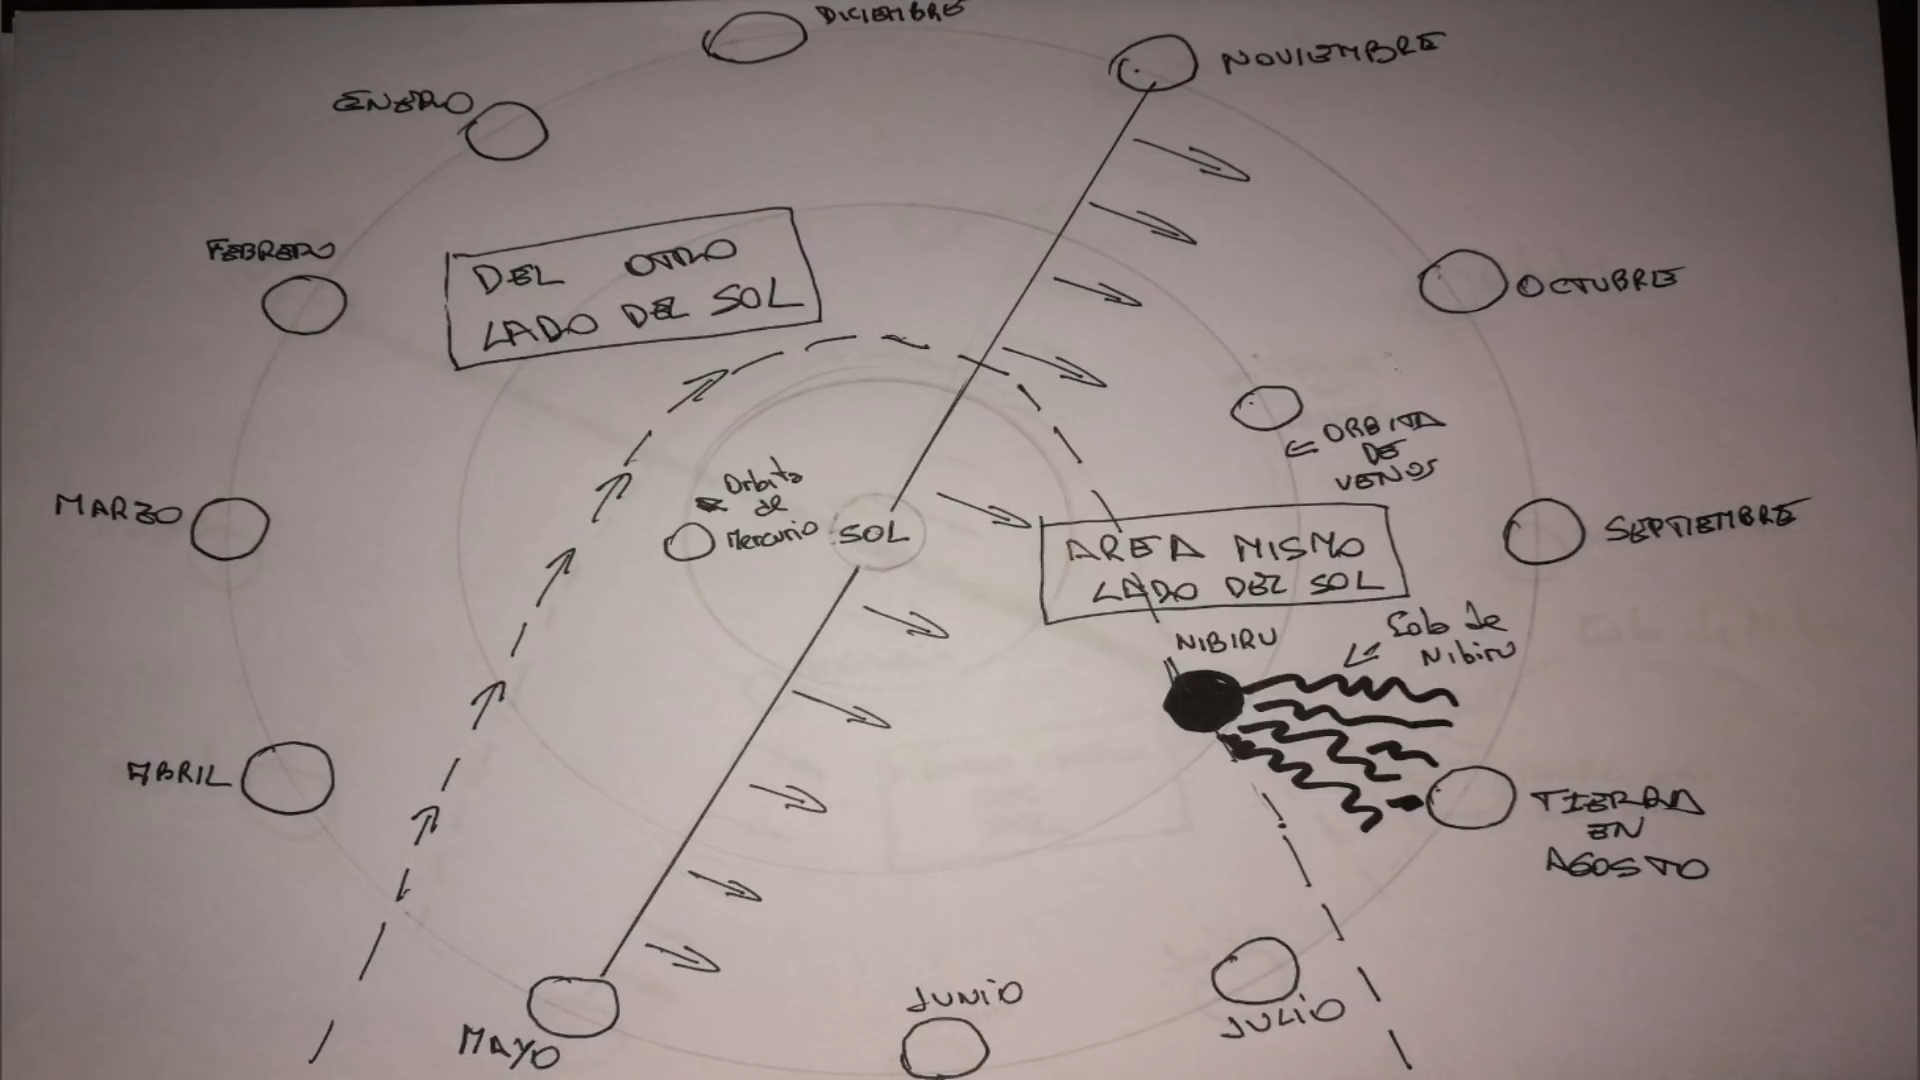 DICIEMBRE
NOVIEMBRE
ENERO
FEBRERO
DEL OTRO
LADO DEL SOL
OCTUBRE
ORBITA
DE
VENUS
MARZO
Orbita
de
Mercurio
SOL
AREA MISMO
LADO DEL SOL
SEPTIEMBRE
NIBIRU
Cola de
Nibiru
ABRIL
TIERRA
EN
AGOSTO
JUNIO
JULIO
MAYO